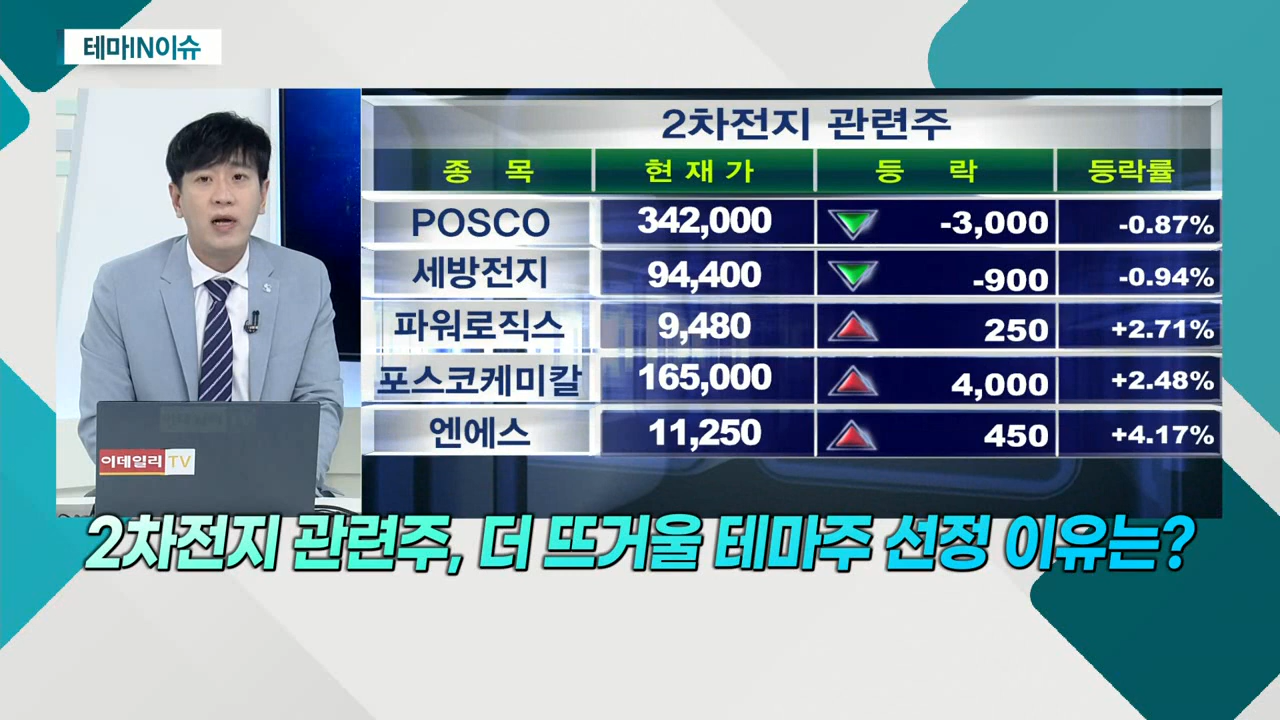 테마IN이슈
2차전지 관련주
종 목 현 재 가 등 락 등락률
POSCO 342,000 -3,000 -0.87%
세방전지 94,400 -900 -0.94%
파워로직스 9,480 250 +2.71%
포스코케미칼 165,000 4,000 +2.48%
엔에스 11,250 450 +4.17%
이데일리TV
2차전지 관련주, 더 뜨거울 테마주 선정 이유는?